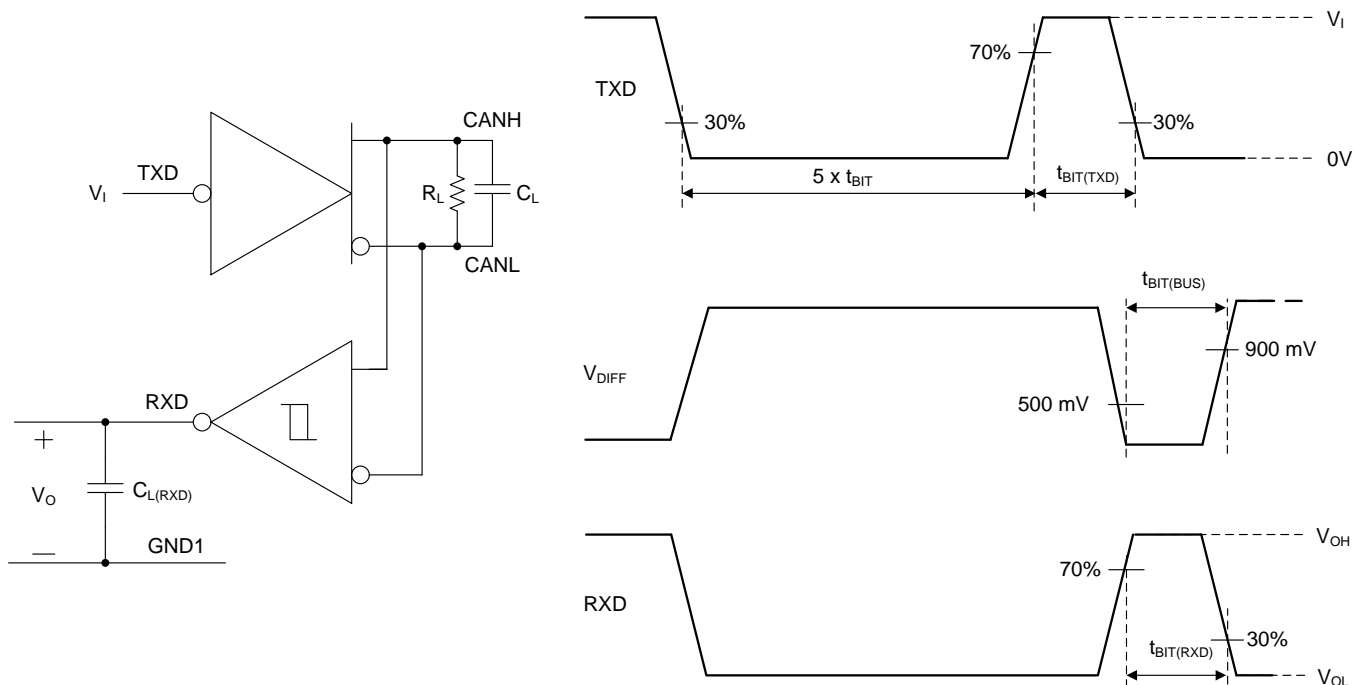 TXD
V_I
CANH
R_L
C_L
CANL
RXD
+
V_O
—
C_L(RXD)
GND1
V_I
70%
TXD
30%
30%
0V
5 x t_BIT
t_BIT(TXD)
t_BIT(BUS)
900 mV
V_DIFF
500 mV
V_OH
70%
RXD
30%
t_BIT(RXD)
V_OL